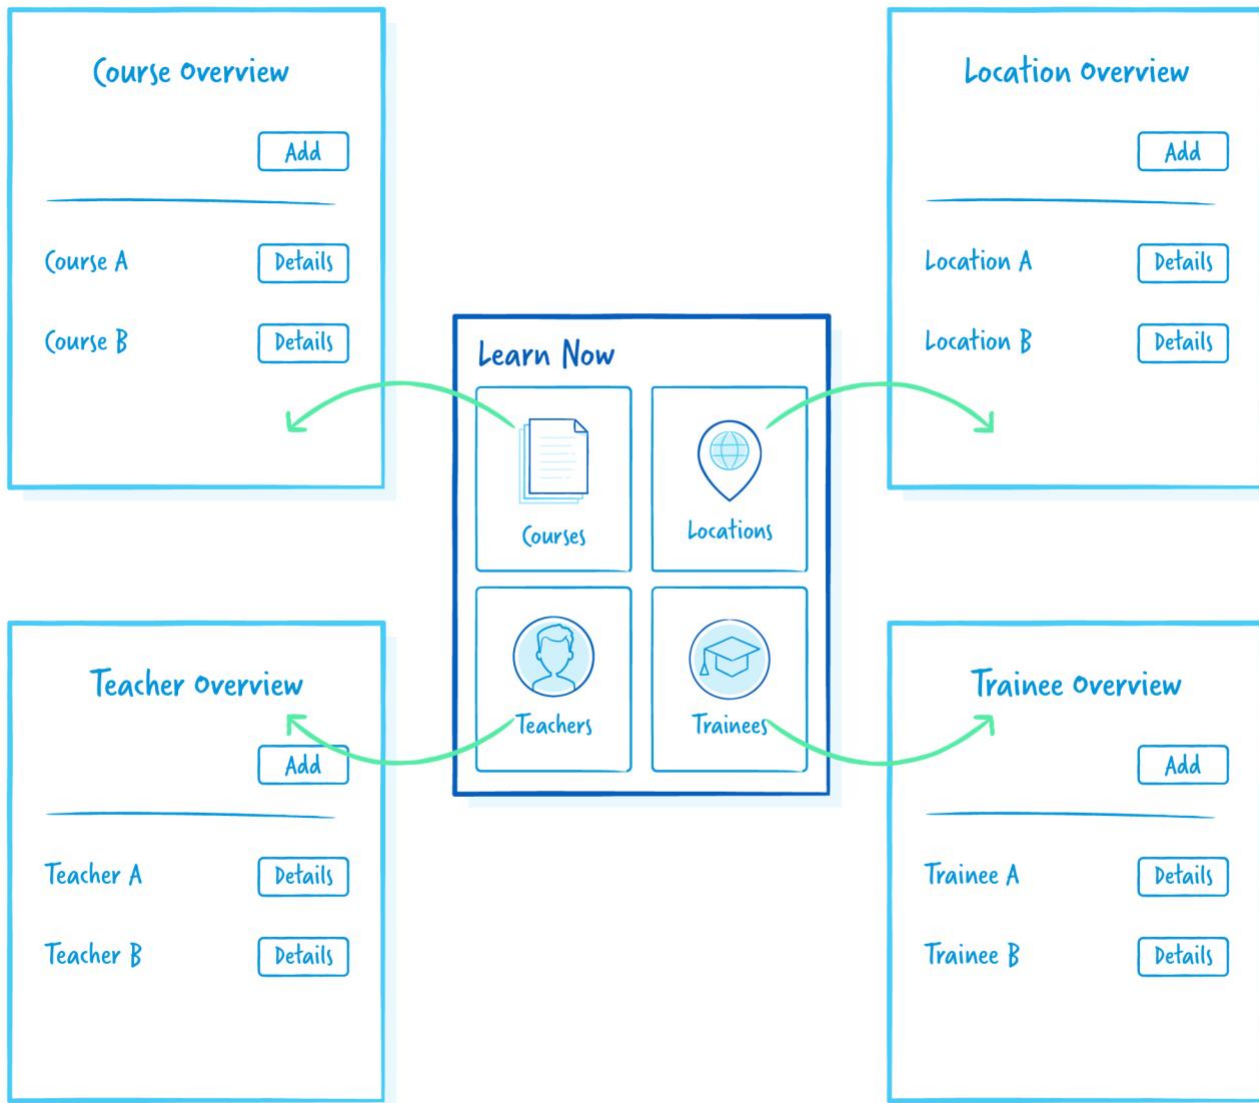 Course Overview
Add
Course A
Details
Course B
Details
Location Overview
Add
Location A
Details
Location B
Details
Learn Now
Courses
Locations
Teachers
Trainees
Teacher Overview
Add
Teacher A
Details
Teacher B
Details
Trainee Overview
Add
Trainee A
Details
Trainee B
Details